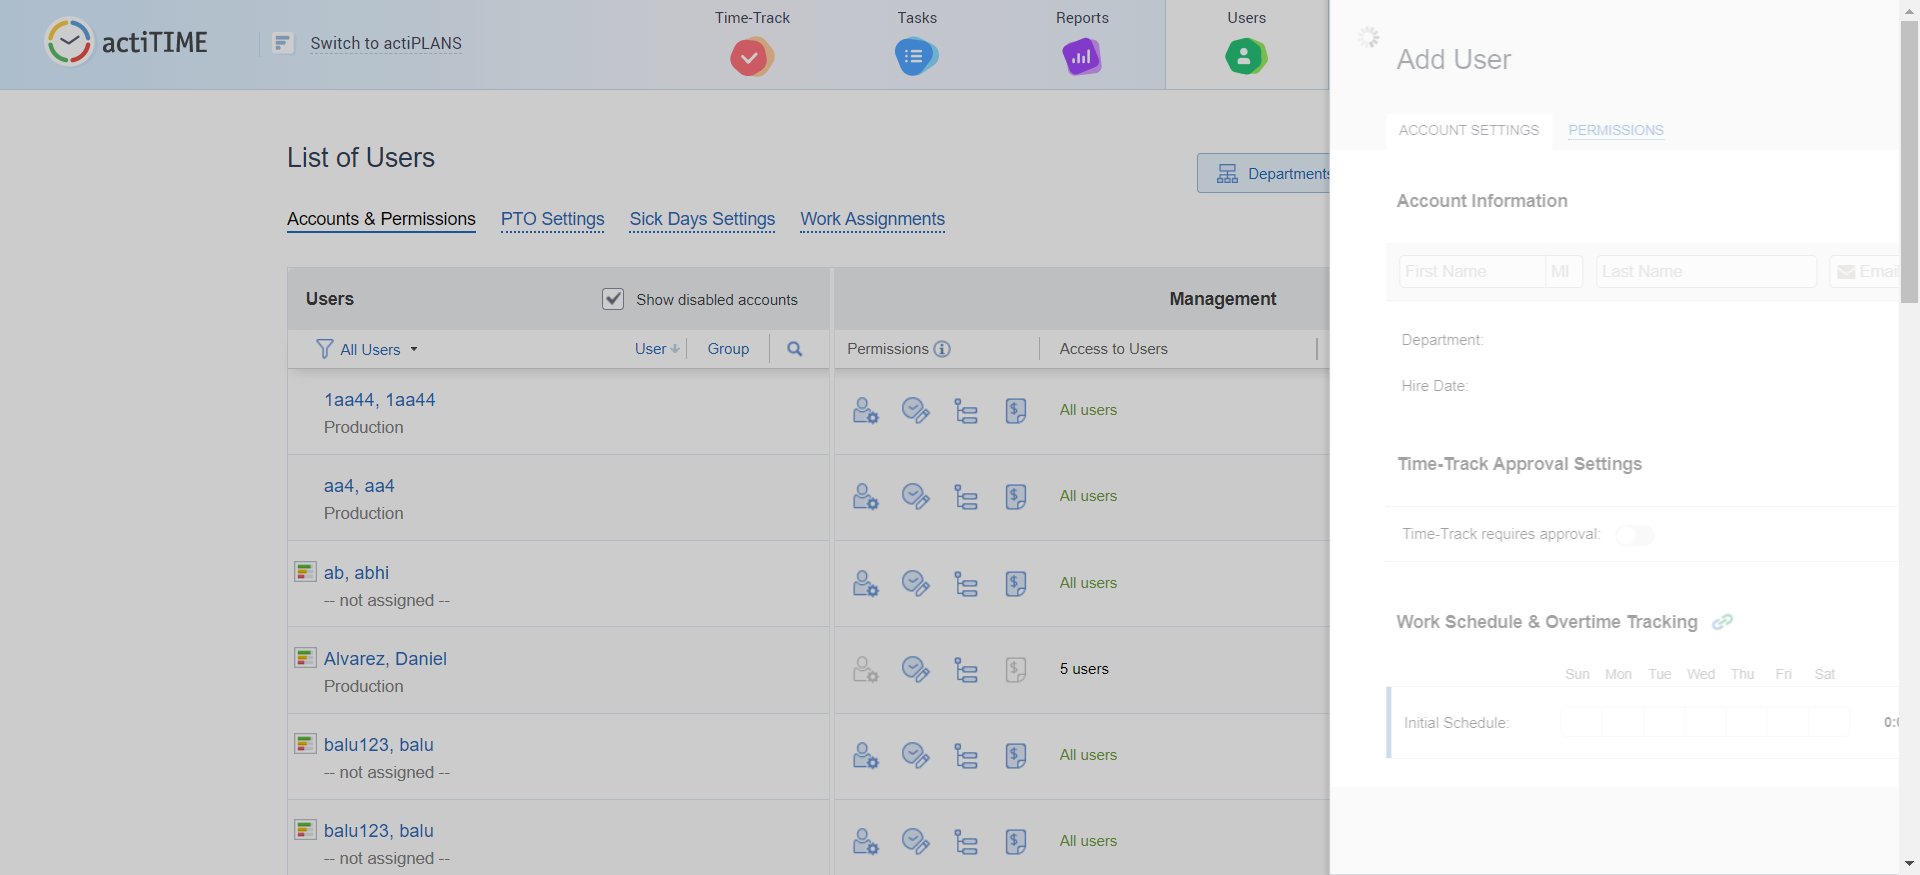 actiTIME
Switch to actiPLANS
Time-Track
Tasks
Reports
Users
List of Users
Departments
Accounts & Permissions
PTO Settings
Sick Days Settings
Work Assignments
Users
Show disabled accounts
Management
All Users
User
Group
Permissions
Access to Users
1aa44, 1aa44
Production
All users
aa4, aa4
Production
All users
ab, abhi
-- not assigned --
All users
Alvarez, Daniel
Production
5 users
balu123, balu
-- not assigned --
All users
balu123, balu
-- not assigned --
All users
Add User
ACCOUNT SETTINGS
PERMISSIONS
Account Information
First Name
MI
Last Name
Email
Department:
Hire Date:
Time-Track Approval Settings
Time-Track requires approval:
Work Schedule & Overtime Tracking
Sun Mon Tue Wed Thu Fri Sat
Initial Schedule: